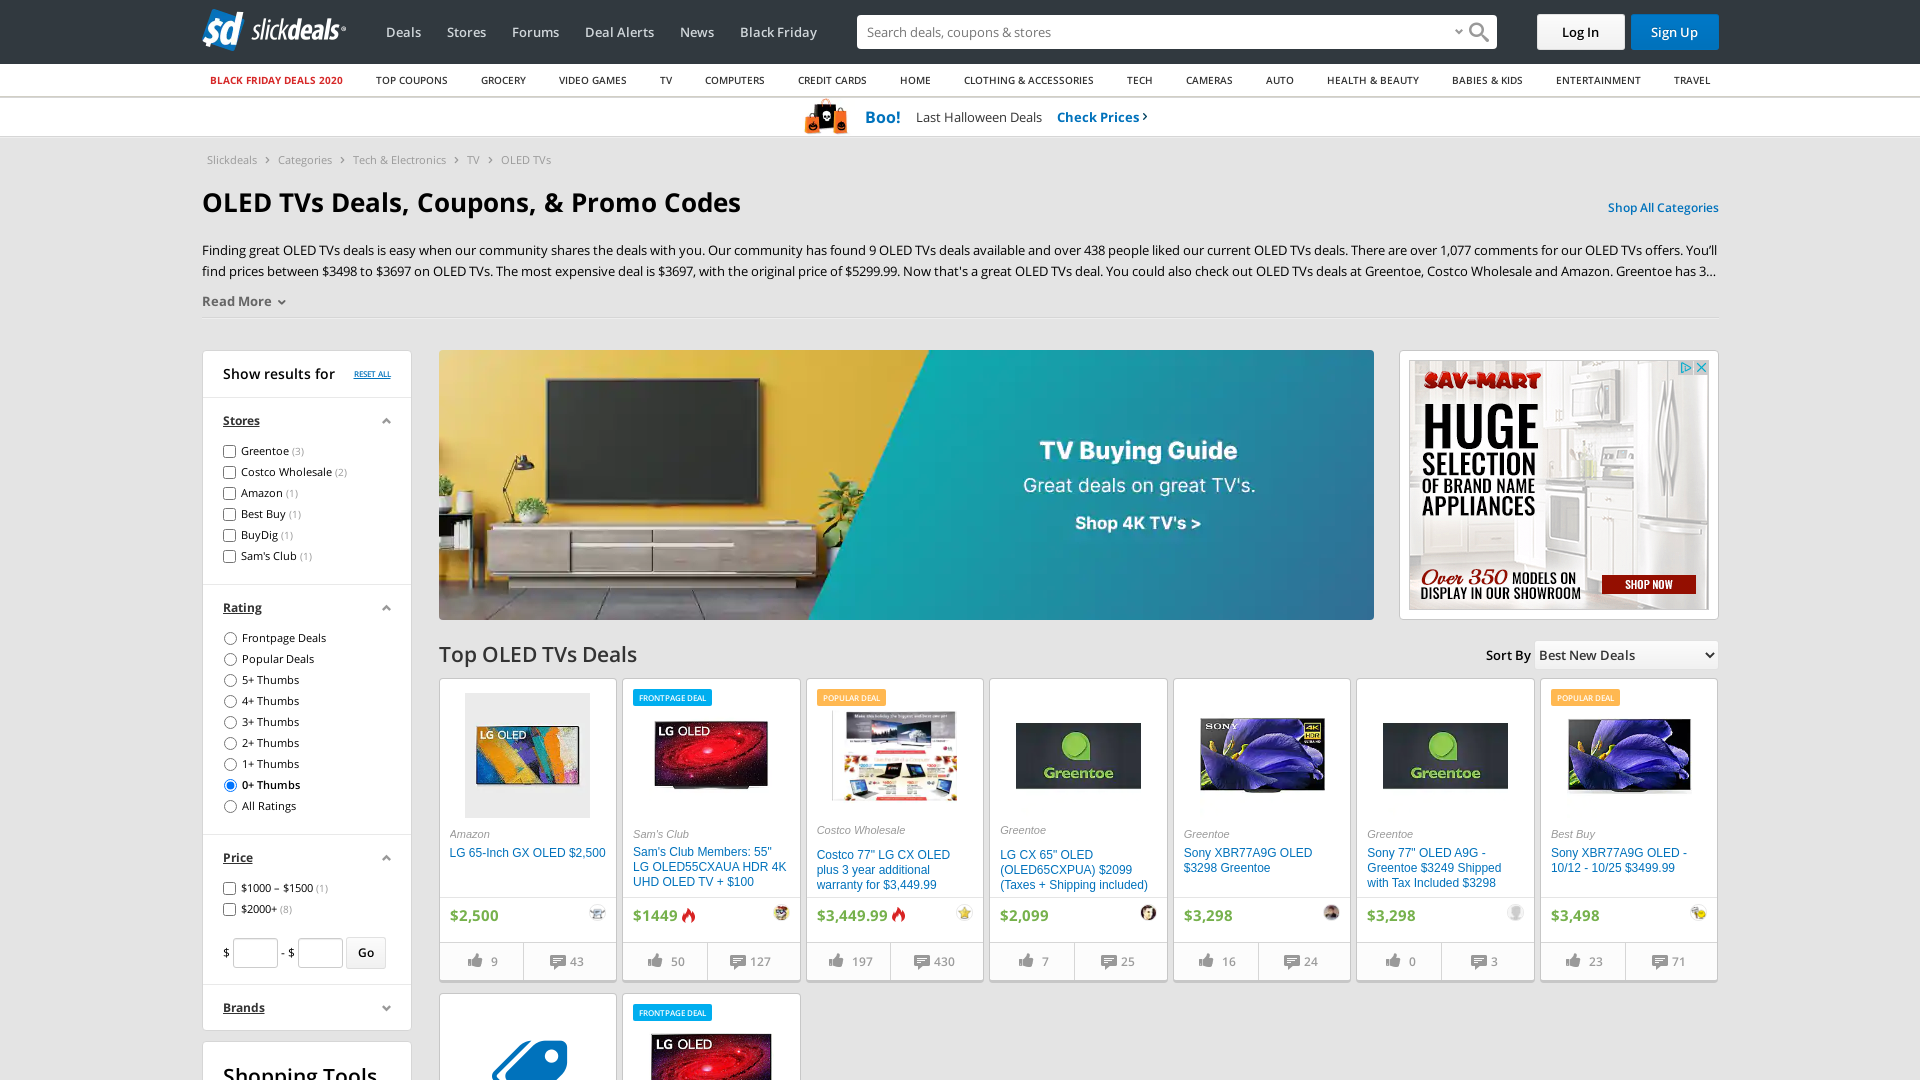 slickdeals
Deals
Stores
Forums
Deal Alerts
News
Black Friday
Search deals, coupons & stores
Log In
Sign Up
BLACK FRIDAY DEALS 2020
TOP COUPONS
GROCERY
VIDEO GAMES
TV
COMPUTERS
CREDIT CARDS
HOME
CLOTHING & ACCESSORIES
TECH
CAMERAS
AUTO
HEALTH & BEAUTY
BABIES & KIDS
ENTERTAINMENT
TRAVEL
Boo! Last Halloween Deals Check Prices
Slickdeals > Categories > Tech & Electronics > TV > OLED TVs
OLED TVs Deals, Coupons, & Promo Codes
Shop All Categories
Finding great OLED TVs deals is easy when our community shares the deals with you. Our community has found 9 OLED TVs deals available and over 438 people liked our current OLED TVs deals. There are over 1,077 comments for our OLED TVs offers. You'll
find prices between $3498 to $3697 on OLED TVs. The most expensive deal is $3697, with the original price of $5299.99. Now that's a great OLED TVs deal. You could also check out OLED TVs deals at Greentoe, Costco Wholesale and Amazon. Greentoe has 3...
Read More
Show results for
RESET ALL
Stores
Greentoe (3)
Costco Wholesale (2)
Amazon (1)
Best Buy (1)
BuyDig (1)
Sam's Club (1)
Rating
Frontpage Deals
Popular Deals
5+ Thumbs
4+ Thumbs
3+ Thumbs
2+ Thumbs
1+ Thumbs
0+ Thumbs
All Ratings
Price
$1000 – $1500 (1)
$2000+ (8)
$ - $ Go
Brands
Shopping Tools
TV Buying Guide
Great deals on great TV's.
Shop 4K TV's >
SAV-MART
HUGE
SELECTION
OF BRAND NAME
APPLIANCES
Over 350 MODELS ON
DISPLAY IN OUR SHOWROOM
SHOP NOW
Top OLED TVs Deals
Sort By Best New Deals
LG OLED
Amazon
LG 65-Inch GX OLED $2,500
$2,500
9
43
FRONTPAGE DEAL
LG OLED
Sam's Club
Sam's Club Members: 55"
LG OLED55CXAUA HDR 4K
UHD OLED TV + $100
$1449
50
127
POPULAR DEAL
Costco Wholesale
Costco 77" LG CX OLED
plus 3 year additional
warranty for $3,449.99
$3,449.99
197
430
Greentoe
Greentoe
LG CX 65" OLED
(OLED65CXPUA) $2099
(Taxes + Shipping included)
$2,099
7
25
SONY
4K
HDR
Greentoe
Sony XBR77A9G OLED
$3298 Greentoe
$3,298
16
24
Greentoe
Greentoe
Sony 77" OLED A9G -
Greentoe $3249 Shipped
with Tax Included $3298
$3,298
0
3
POPULAR DEAL
Best Buy
Sony XBR77A9G OLED -
10/12 - 10/25 $3499.99
$3,498
23
71
FRONTPAGE DEAL
LG OLED